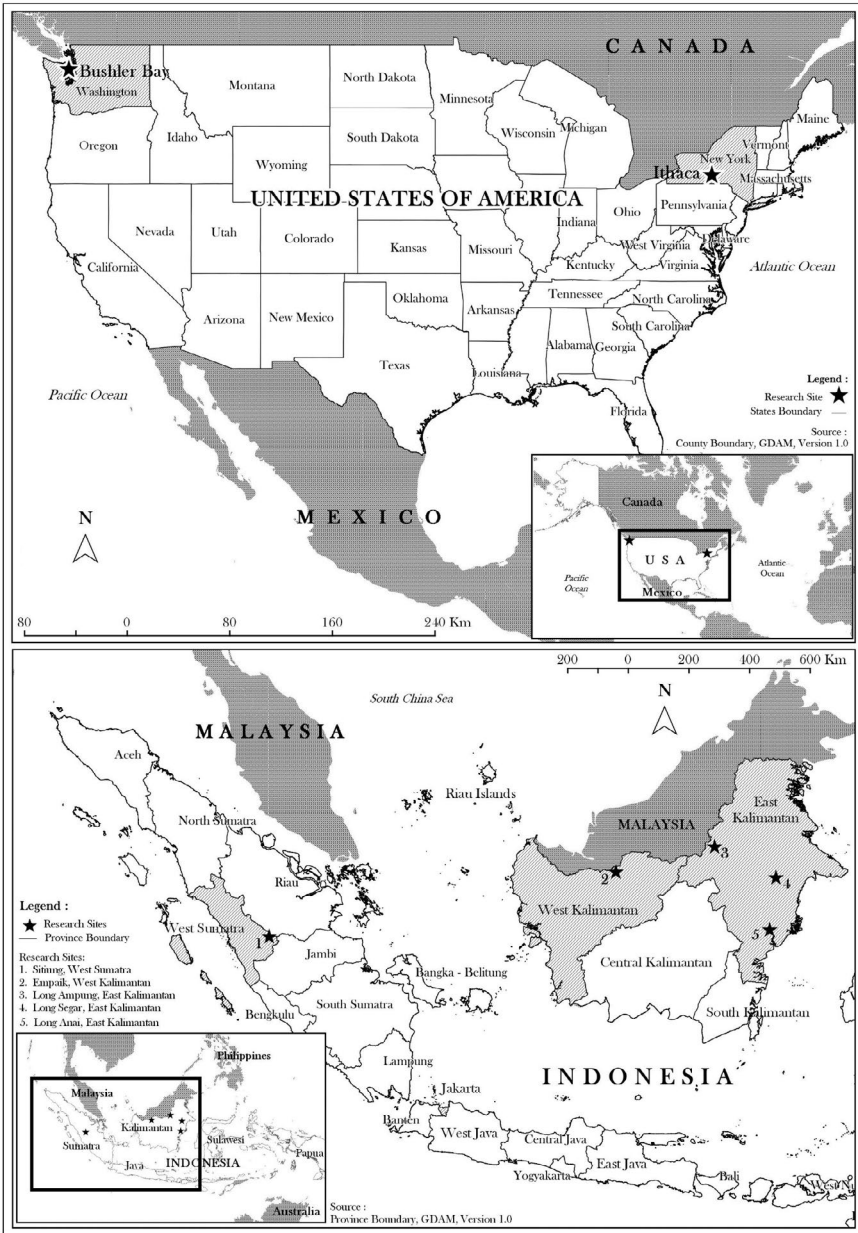 CANADA
Bushler Bay
Washington
Montana
North Dakota
Minnesota
Maine
Oregon
Idaho
Wisconsin
Michigan
Vermont
South Dakota
New York
Wyoming
Ithaca
Massachusetts
UNITED STATES OF AMERICA
Pennsylvania
Ohio
Indiana
Nevada
Utah
Colorado
Kansas
Missouri
West Virginia
Delaware
Virginia
Kentucky
California
Atlantic Ocean
Oklahoma
Tennessee
North Carolina
Arkansas
Arizona
New Mexico
South Carolina
Alabama
Georgia
Texas
Louisiana
Pacific Ocean
Florida
Legend :
Research Site
States Boundary
Source :
County Boundary, GDAM, Version 1.0
N
MEXICO
Canada
USA
Pacific Ocean
Atlantic Ocean
Mexico
80 0 80 160 240 Km
200 0 200 400 600 Km
South China Sea
N
MALAYSIA
Aceh
Riau Islands
North Sumatra
East Kalimantan
MALAYSIA
3
2
4
Riau
Legend :
Research Sites
Province Boundary
West Sumatra
1
West Kalimantan
5
Research Sites:
1. Sitiung, West Sumatra
2. Empaik, West Kalimantan
3. Long Ampung, East Kalimantan
4. Long Segar, East Kalimantan
5. Long Anai, East Kalimantan
Jambi
Central Kalimantan
Bangka - Belitung
South Sumatra
Bengkulu
South Kalimantan
Lampung
INDONESIA
Jakarta
Banten
West Java
Central Java
Yogyakarta
East Java
Bali
West Nu
Philippines
Malaysia
Kalimantan
Sumatra
Sulawesi
Papua
Java
INDONESIA
Australia
Source :
Province Boundary, GDAM, Version 1.0